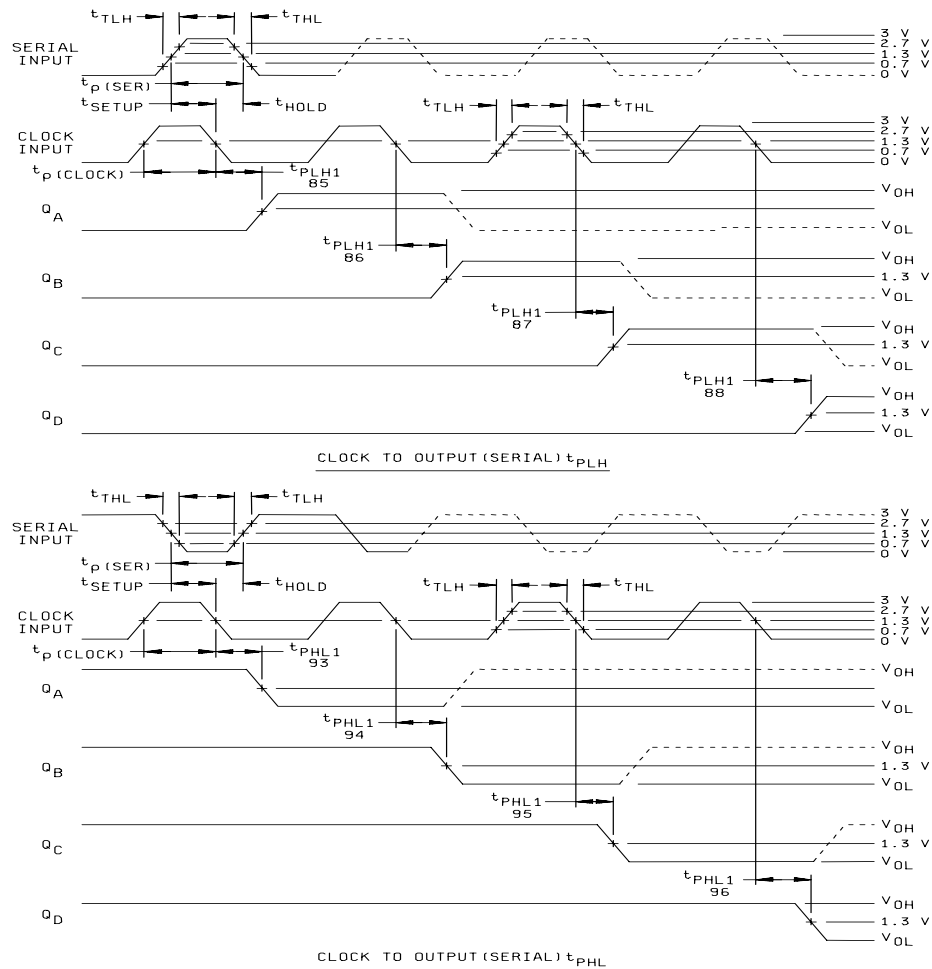 tTLH tTHL
SERIAL INPUT
3 V
2.7 V
1.3 V
0.7 V
0 V
tp(SER)
tSETUP tHOLD tTLH tTHL
CLOCK INPUT
3 V
2.7 V
1.3 V
0.7 V
0 V
tp(CLOCK) tPLH1 85
QA
VOH
VOL
tPLH1 86
QB
VOH
1.3 V
VOL
tPLH1 87
QC
VOH
1.3 V
VOL
tPLH1 88
QD
VOH
1.3 V
VOL
CLOCK TO OUTPUT(SERIAL)tPLH
tTHL tTLH
SERIAL INPUT
3 V
2.7 V
1.3 V
0.7 V
0 V
tp(SER)
tSETUP tHOLD tTLH tTHL
CLOCK INPUT
3 V
2.7 V
1.3 V
0.7 V
0 V
tp(CLOCK) tPHL1 93
QA
VOH
VOL
tPHL1 94
QB
VOH
1.3 V
VOL
tPHL1 95
QC
VOH
1.3 V
VOL
tPHL1 96
QD
VOH
1.3 V
VOL
CLOCK TO OUTPUT(SERIAL)tPHL